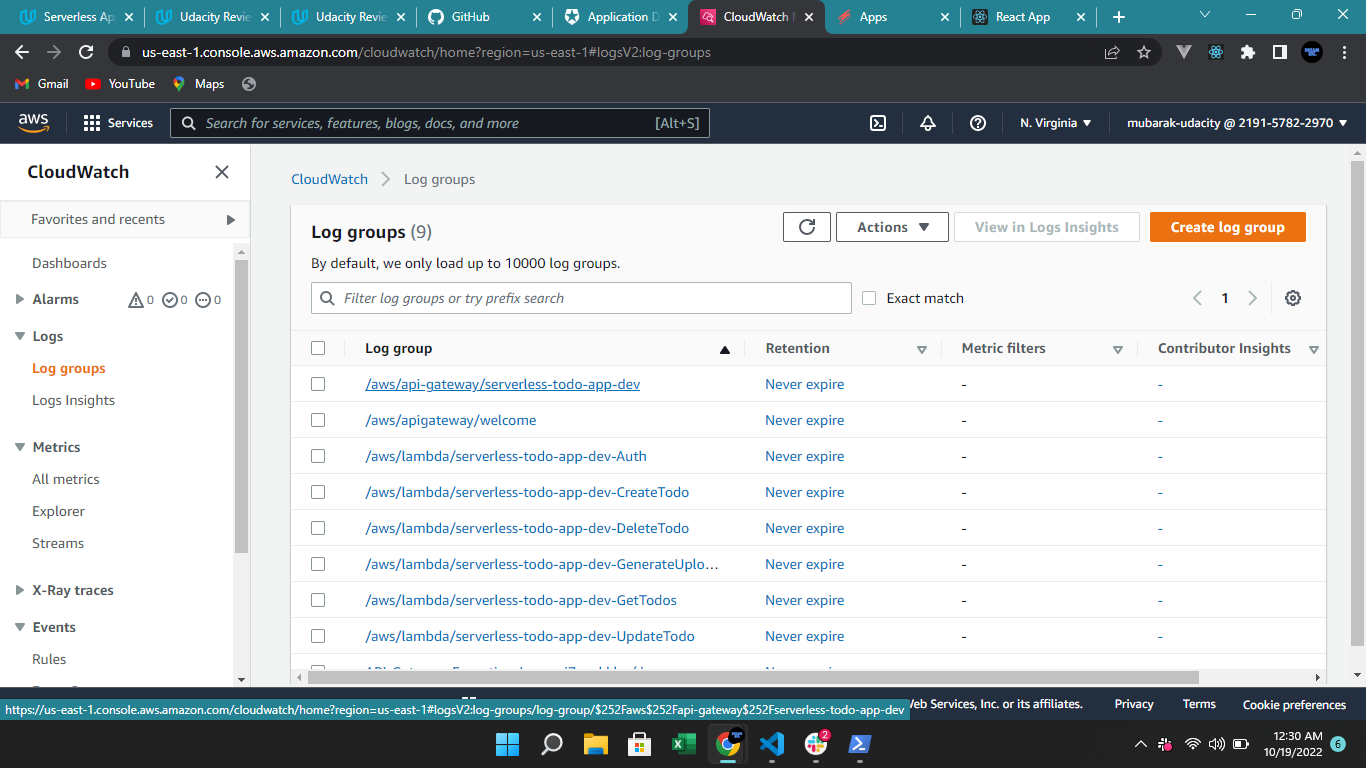 Serverless Ap
Udacity Revie
Udacity Revie
GitHub
Application D
CloudWatch
Apps
React App
us-east-1.console.aws.amazon.com/cloudwatch/home?region=us-east-1#logsV2:log-groups
Gmail
YouTube
Maps
aws
Services
Search for services, features, blogs, docs, and more
[Alt+S]
N. Virginia
mubarak-udacity @ 2191-5782-2970
CloudWatch
Favorites and recents
Dashboards
Alarms
0
0
0
Logs
Log groups
Logs Insights
Metrics
All metrics
Explorer
Streams
X-Ray traces
Events
Rules
CloudWatch
Log groups
Log groups (9)
Actions
View in Logs Insights
Create log group
By default, we only load up to 10000 log groups.
Filter log groups or try prefix search
Exact match
1
Log group
Retention
Metric filters
Contributor Insights
/aws/api-gateway/serverless-todo-app-dev
Never expire
-
-
/aws/apigateway/welcome
Never expire
-
-
/aws/lambda/serverless-todo-app-dev-Auth
Never expire
-
-
/aws/lambda/serverless-todo-app-dev-CreateTodo
Never expire
-
-
/aws/lambda/serverless-todo-app-dev-DeleteTodo
Never expire
-
-
/aws/lambda/serverless-todo-app-dev-GenerateUplo...
Never expire
-
-
/aws/lambda/serverless-todo-app-dev-GetTodos
Never expire
-
-
/aws/lambda/serverless-todo-app-dev-UpdateTodo
Never expire
-
-
https://us-east-1.console.aws.amazon.com/cloudwatch/home?region=us-east-1#logsV2:log-groups/log-group/$252Faws$252Fapi-gateway$252Fserverless-todo-app-dev
Web Services, Inc. or its affiliates.
Privacy
Terms
Cookie preferences
2
12:30 AM
10/19/2022
6